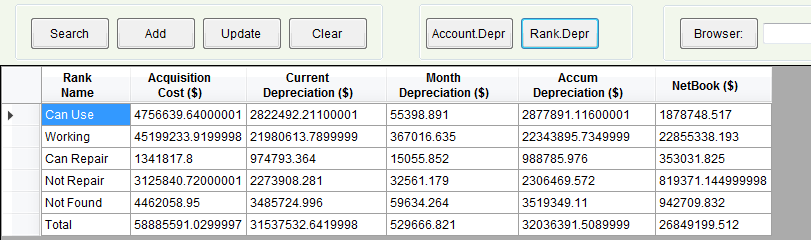 Search Add Update Clear Account.Depr Rank.Depr Browser:
Rank Name Acquisition Cost ($) Current Depreciation ($) Month Depreciation ($) Accum Depreciation ($) NetBook ($)
Can Use 4756639.64000001 2822492.21100001 55398.891 2877891.11600001 1878748.517
Working 45199233.9199998 21980613.7899999 367016.635 22343895.7349999 22855338.193
Can Repair 1341817.8 974793.364 15055.852 988785.976 353031.825
Not Repair 3125840.72000001 2273908.281 32561.179 2306469.572 819371.144999998
Not Found 4462058.95 3485724.996 59634.264 3519349.11 942709.832
Total 58885591.0299997 31537532.6419998 529666.821 32036391.5089999 26849199.512